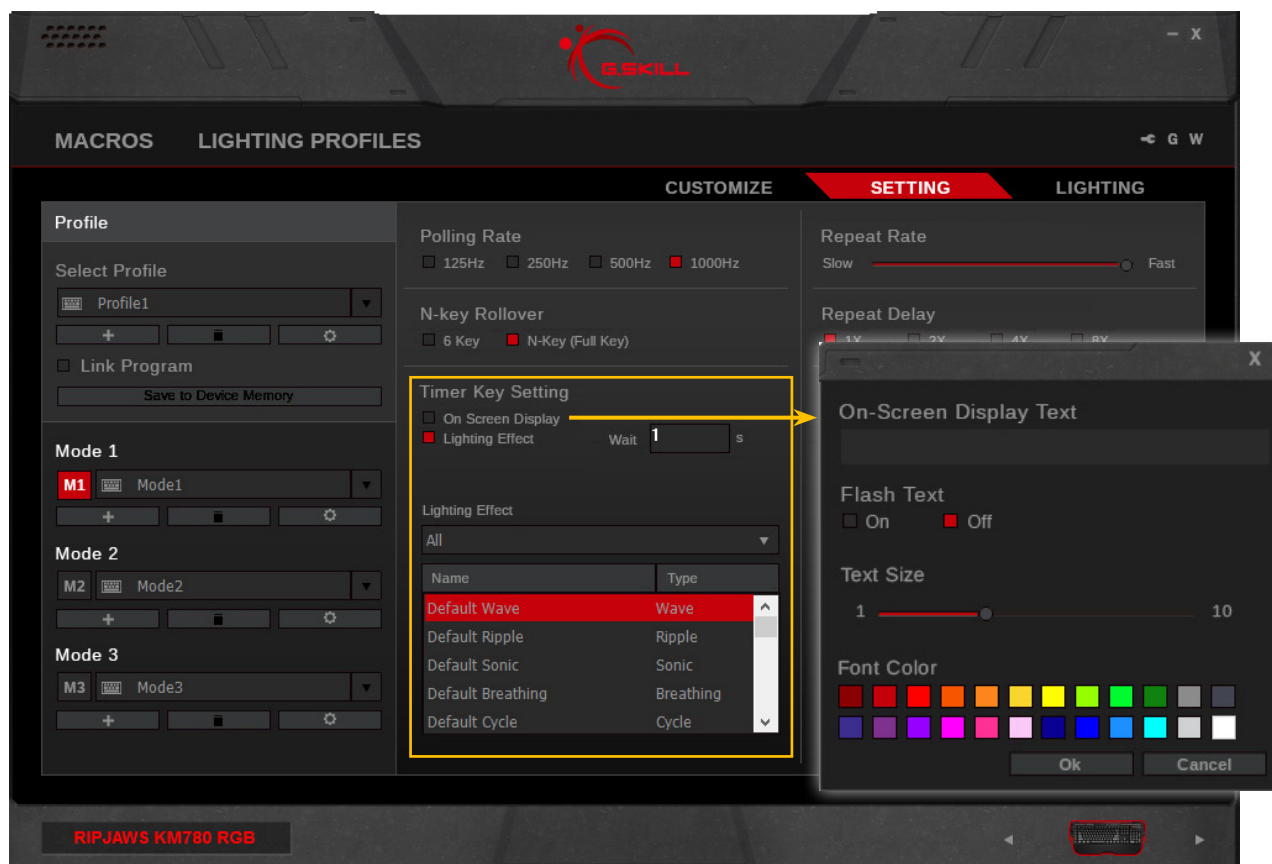 G.SKILL
– X
MACROS LIGHTING PROFILES
G W
CUSTOMIZE SETTING LIGHTING
Profile
Select Profile
Profile1
+
Link Program
Save to Device Memory
Mode 1
M1 Mode1
+
Mode 2
M2 Mode2
+
Mode 3
M3 Mode3
+
Polling Rate
125Hz 250Hz 500Hz 1000Hz
N-key Rollover
6 Key N-Key (Full Key)
Timer Key Setting
On Screen Display
Lighting Effect Wait 1 s
Lighting Effect
All
Name Type
Default Wave Wave
Default Ripple Ripple
Default Sonic Sonic
Default Breathing Breathing
Default Cycle Cycle
Repeat Rate
Slow Fast
Repeat Delay
1X 2X 4X 8X
X
On-Screen Display Text
Flash Text
On Off
Text Size
1 10
Font Color
Ok Cancel
RIPJAWS KM780 RGB